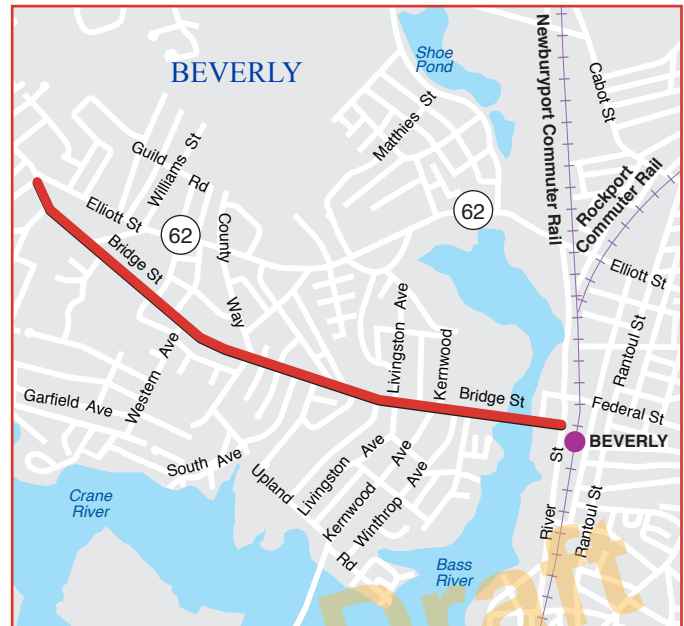 BEVERLY
Shoe
Pond
Newburyport Commuter Rail
Cabot St
Matthies St
Williams St
Guild Rd
Rockport
Commuter Rail
62
62
Elliott St
County Way
Bridge St
Elliott St
Livingston Ave
Kernwood
Rantoul St
Western Ave
Bridge St
Garfield Ave
Federal St
BEVERLY
South Ave
Upland Rd
Livingston Ave
Kernwood Ave
Winthrop Ave
River St
Rantoul St
Crane
River
Bass
River
Draft